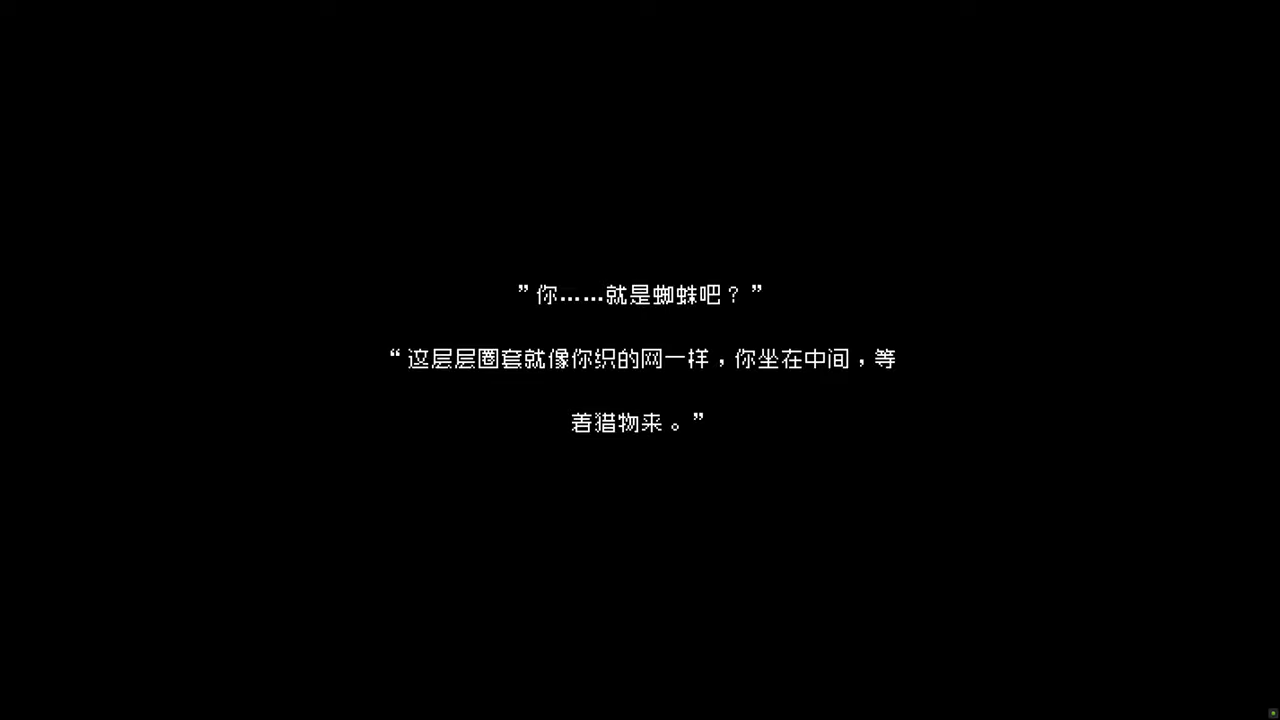 ”你……就是蜘蛛吧？”
“这层层圈套就像你织的网一样，你坐在中间，等
着猎物来。”